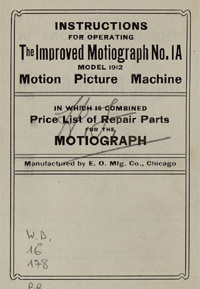 INSTRUCTIONS
FOR OPERATING
The Improved Motiograph No. 1A
MODEL 1912
Motion Picture Machine
IN WHICH IS COMBINED
Price List of Repair Parts
FOR THE
MOTIOGRAPH
Manufactured by E. O. Mfg. Co., Chicago
W.D.
16
178